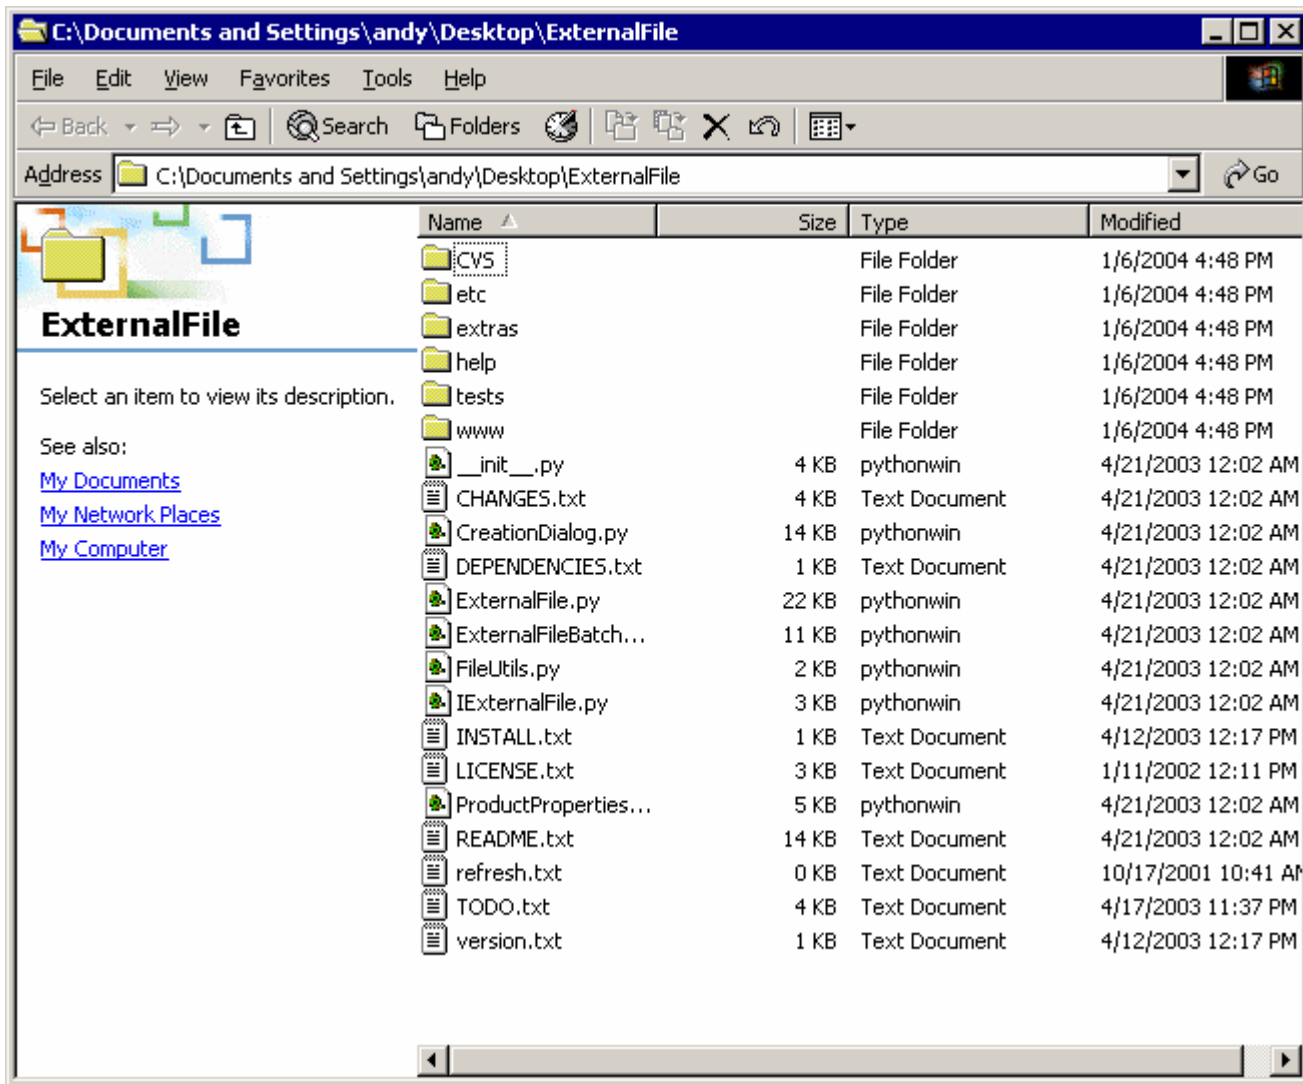 C:\Documents and Settings\andy\Desktop\ExternalFile
File Edit View Favorites Tools Help
Back Search Folders
Address C:\Documents and Settings\andy\Desktop\ExternalFile Go
ExternalFile
Select an item to view its description.
See also:
My Documents
My Network Places
My Computer
Name Size Type Modified
CVS File Folder 1/6/2004 4:48 PM
etc File Folder 1/6/2004 4:48 PM
extras File Folder 1/6/2004 4:48 PM
help File Folder 1/6/2004 4:48 PM
tests File Folder 1/6/2004 4:48 PM
www File Folder 1/6/2004 4:48 PM
__init__.py 4 KB pythonwin 4/21/2003 12:02 AM
CHANGES.txt 4 KB Text Document 4/21/2003 12:02 AM
CreationDialog.py 14 KB pythonwin 4/21/2003 12:02 AM
DEPENDENCIES.txt 1 KB Text Document 4/21/2003 12:02 AM
ExternalFile.py 22 KB pythonwin 4/21/2003 12:02 AM
ExternalFileBatch... 11 KB pythonwin 4/21/2003 12:02 AM
FileUtils.py 2 KB pythonwin 4/21/2003 12:02 AM
IExternalFile.py 3 KB pythonwin 4/21/2003 12:02 AM
INSTALL.txt 1 KB Text Document 4/12/2003 12:17 PM
LICENSE.txt 3 KB Text Document 1/11/2002 12:11 PM
ProductProperties... 5 KB pythonwin 4/21/2003 12:02 AM
README.txt 14 KB Text Document 4/21/2003 12:02 AM
refresh.txt 0 KB Text Document 10/17/2001 10:41 AM
TODO.txt 4 KB Text Document 4/17/2003 11:37 PM
version.txt 1 KB Text Document 4/12/2003 12:17 PM